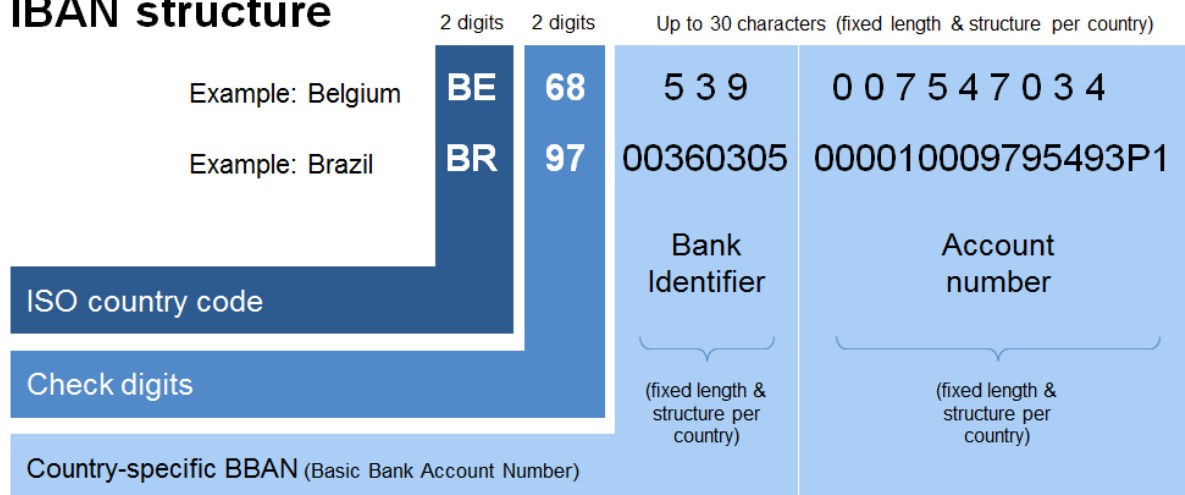 IBAN structure
2 digits 2 digits Up to 30 characters (fixed length & structure per country)
Example: Belgium BE 68 5 3 9 0 0 7 5 4 7 0 3 4
Example: Brazil BR 97 00360305 000010009795493P1
Bank Identifier
Account number
ISO country code
Check digits
(fixed length &
structure per
country)
(fixed length &
structure per
country)
Country-specific BBAN (Basic Bank Account Number)